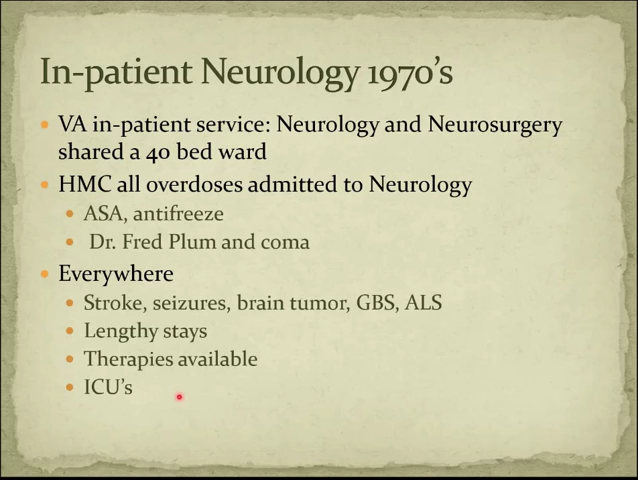 In-patient Neurology 1970's
• VA in-patient service: Neurology and Neurosurgery
shared a 40 bed ward
• HMC all overdoses admitted to Neurology
• ASA, antifreeze
• Dr. Fred Plum and coma
• Everywhere
• Stroke, seizures, brain tumor, GBS, ALS
• Lengthy stays
• Therapies available
• ICU's